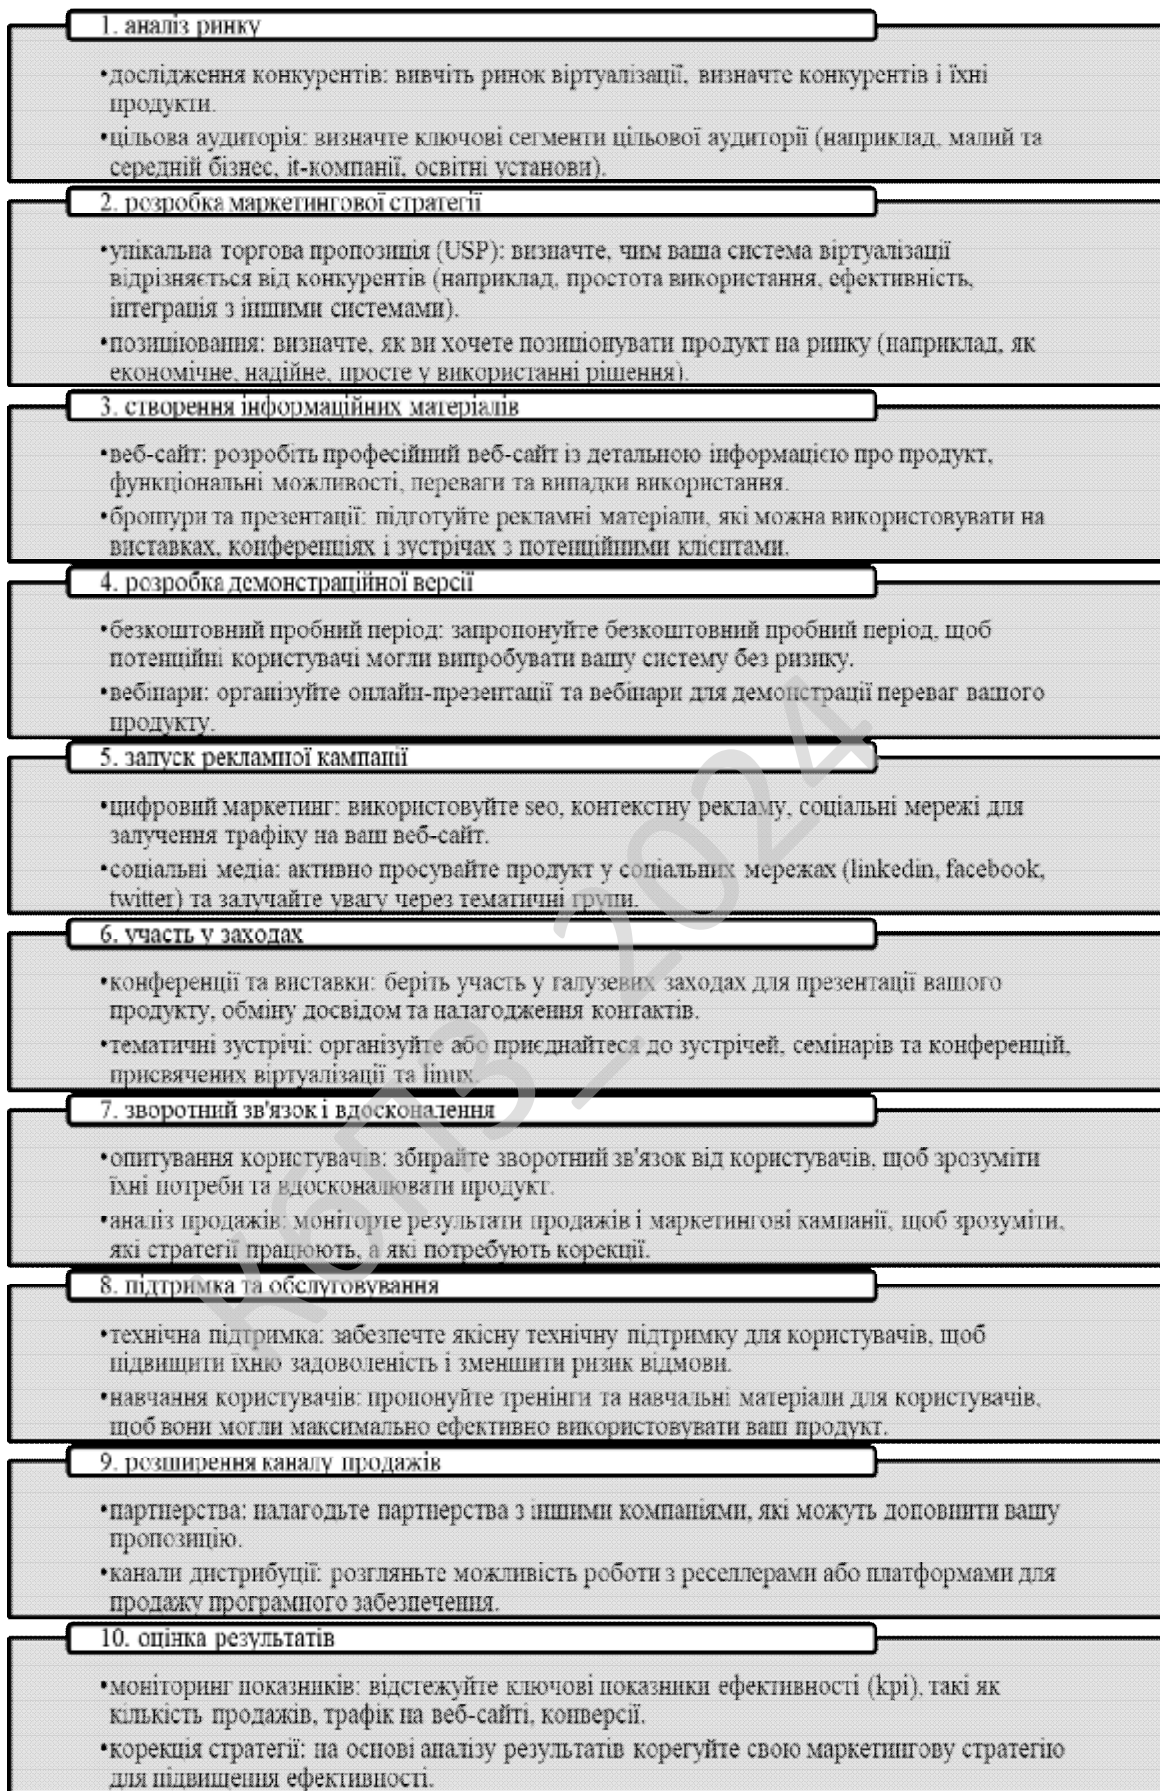 1. аналіз ринку
•дослідження конкурентів: вивчіть ринок віртуалізації, визначте конкурентів і їхні
продукти.
•цільова аудиторія: визначте ключові сегменти цільової аудиторії (наприклад, малий та
середній бізнес, it-компанії, освітні установи).
2. розробка маркетингової стратегії
•унікальна торгова пропозиція (USP): визначте, чим ваша система віртуалізації
відрізняється від конкурентів (наприклад, простота використання, ефективність,
інтеграція з іншими системами).
•позиціювання: визначте, як ви хочете позиціонувати продукт на ринку (наприклад, як
економічне, надійне, просте у використанні рішення).
3. створення інформаційних матеріалів
•веб-сайт: розробіть професійний веб-сайт із детальною інформацією про продукт,
функціональні можливості, переваги та випадки використання.
•брошури та презентації: підготуйте рекламні матеріали, які можна використовувати на
виставках, конференціях і зустрічах з потенційними клієнтами.
4. розробка демонстраційної версії
•безкоштовний пробний період: запропонуйте безкоштовний пробний період, щоб
потенційні користувачі могли випробувати вашу систему без ризику.
•вебінари: організуйте онлайн-презентації та вебінари для демонстрації переваг вашого
продукту.
5. запуск рекламної кампанії
•цифровий маркетинг: використовуйте seo, контекстну рекламу, соціальні мережі для
залучення трафіку на ваш веб-сайт.
•соціальні медіа: активно просувайте продукт у соціальних мережах (linkedin, facebook,
twitter) та залучайте увагу через тематичні групи.
6. участь у заходах
•конференції та виставки: беріть участь у галузевих заходах для презентації вашого
продукту, обміну досвідом та налагодження контактів.
•тематичні зустрічі: організуйте або приєднайтеся до зустрічей, семінарів та конференцій,
присвячених віртуалізації та linux.
7. зворотний зв'язок і вдосконалення
•опитування користувачів: збирайте зворотний зв'язок від користувачів, щоб зрозуміти
їхні потреби та вдосконалювати продукт.
•аналіз продажів: моніторте результати продажів і маркетингові кампанії, щоб зрозуміти,
які стратегії працюють, а які потребують корекції.
8. підтримка та обслуговування
•технічна підтримка: забезпечте якісну технічну підтримку для користувачів, щоб
підвищити їхню задоволеність і зменшити ризик відмови.
•навчання користувачів: пропонуйте тренінги та навчальні матеріали для користувачів,
щоб вони могли максимально ефективно використовувати ваш продукт.
9. розширення каналу продажів
•партнерства: налагодьте партнерства з іншими компаніями, які можуть доповнити вашу
пропозицію.
•канали дистрибуції: розгляньте можливість роботи з реселлерами або платформами для
продажу програмного забезпечення.
10. оцінка результатів
•моніторинг показників: відстежуйте ключові показники ефективності (kpi), такі як
кількість продажів, трафік на веб-сайті, конверсії.
•корекція стратегії: на основі аналізу результатів корегуйте свою маркетингову стратегію
для підвищення ефективності.
КБПЗ_2024